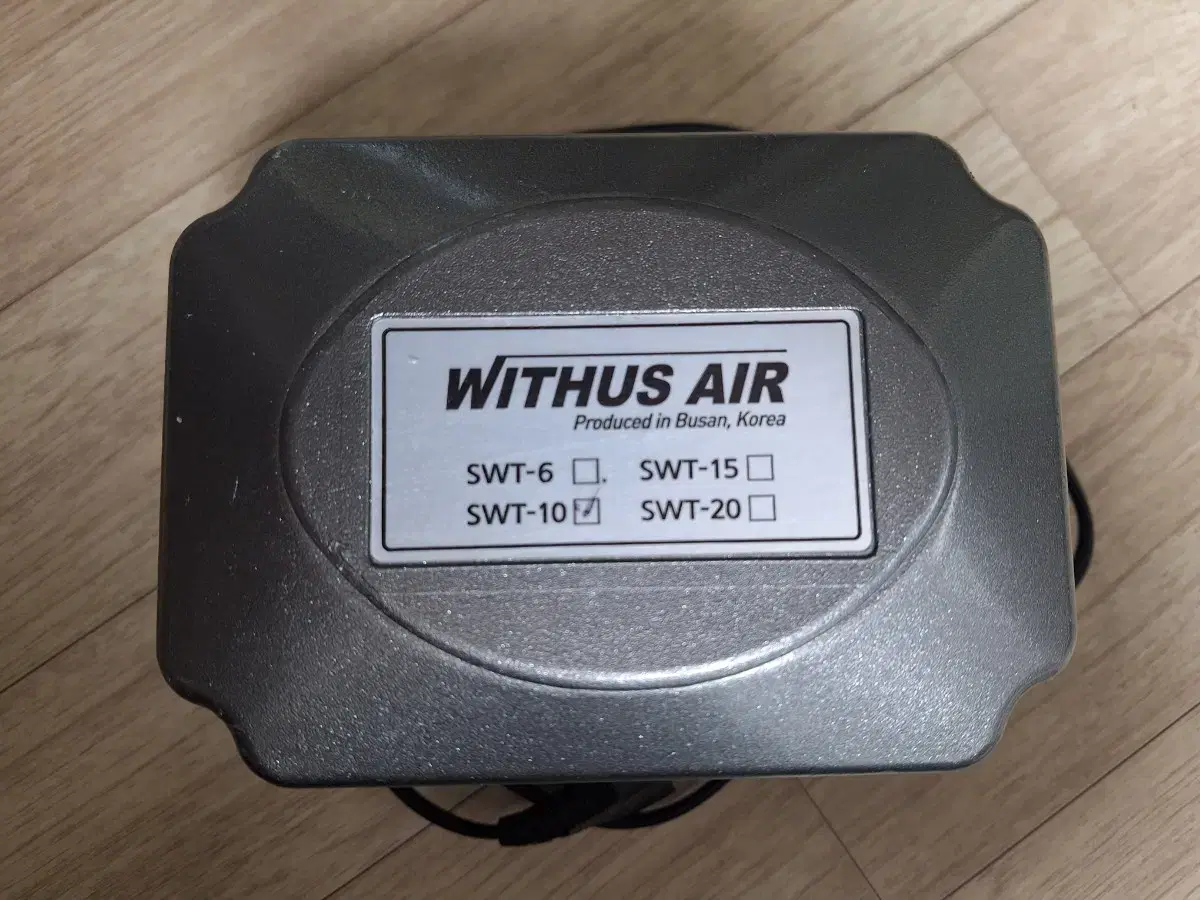 WITHUS AIR
Produced in Busan, Korea
SWT-6 ☐. SWT-15 ☐
SWT-10 ☑ SWT-20 ☐